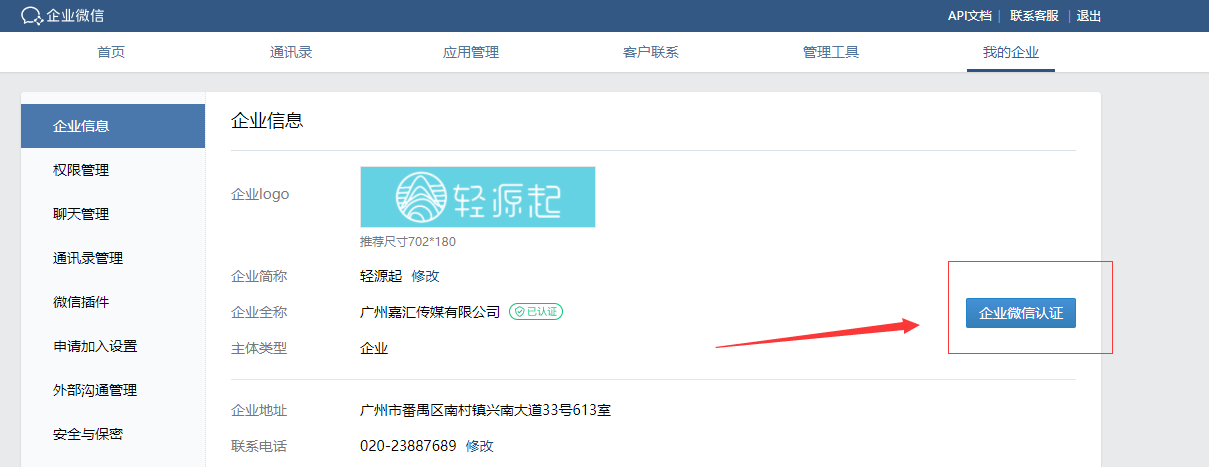 企业微信 API文档 | 联系客服 | 退出
首页 通讯录 应用管理 客户联系 管理工具 我的企业
企业信息
权限管理
聊天管理
通讯录管理
微信插件
申请加入设置
外部沟通管理
安全与保密
企业信息
企业logo 轻源起
推荐尺寸702*180
企业简称 轻源起 修改
企业全称 广州嘉汇传媒有限公司 已认证
企业微信认证
主体类型 企业
企业地址 广州市番禺区南村镇兴南大道33号613室
联系电话 020-23887689 修改